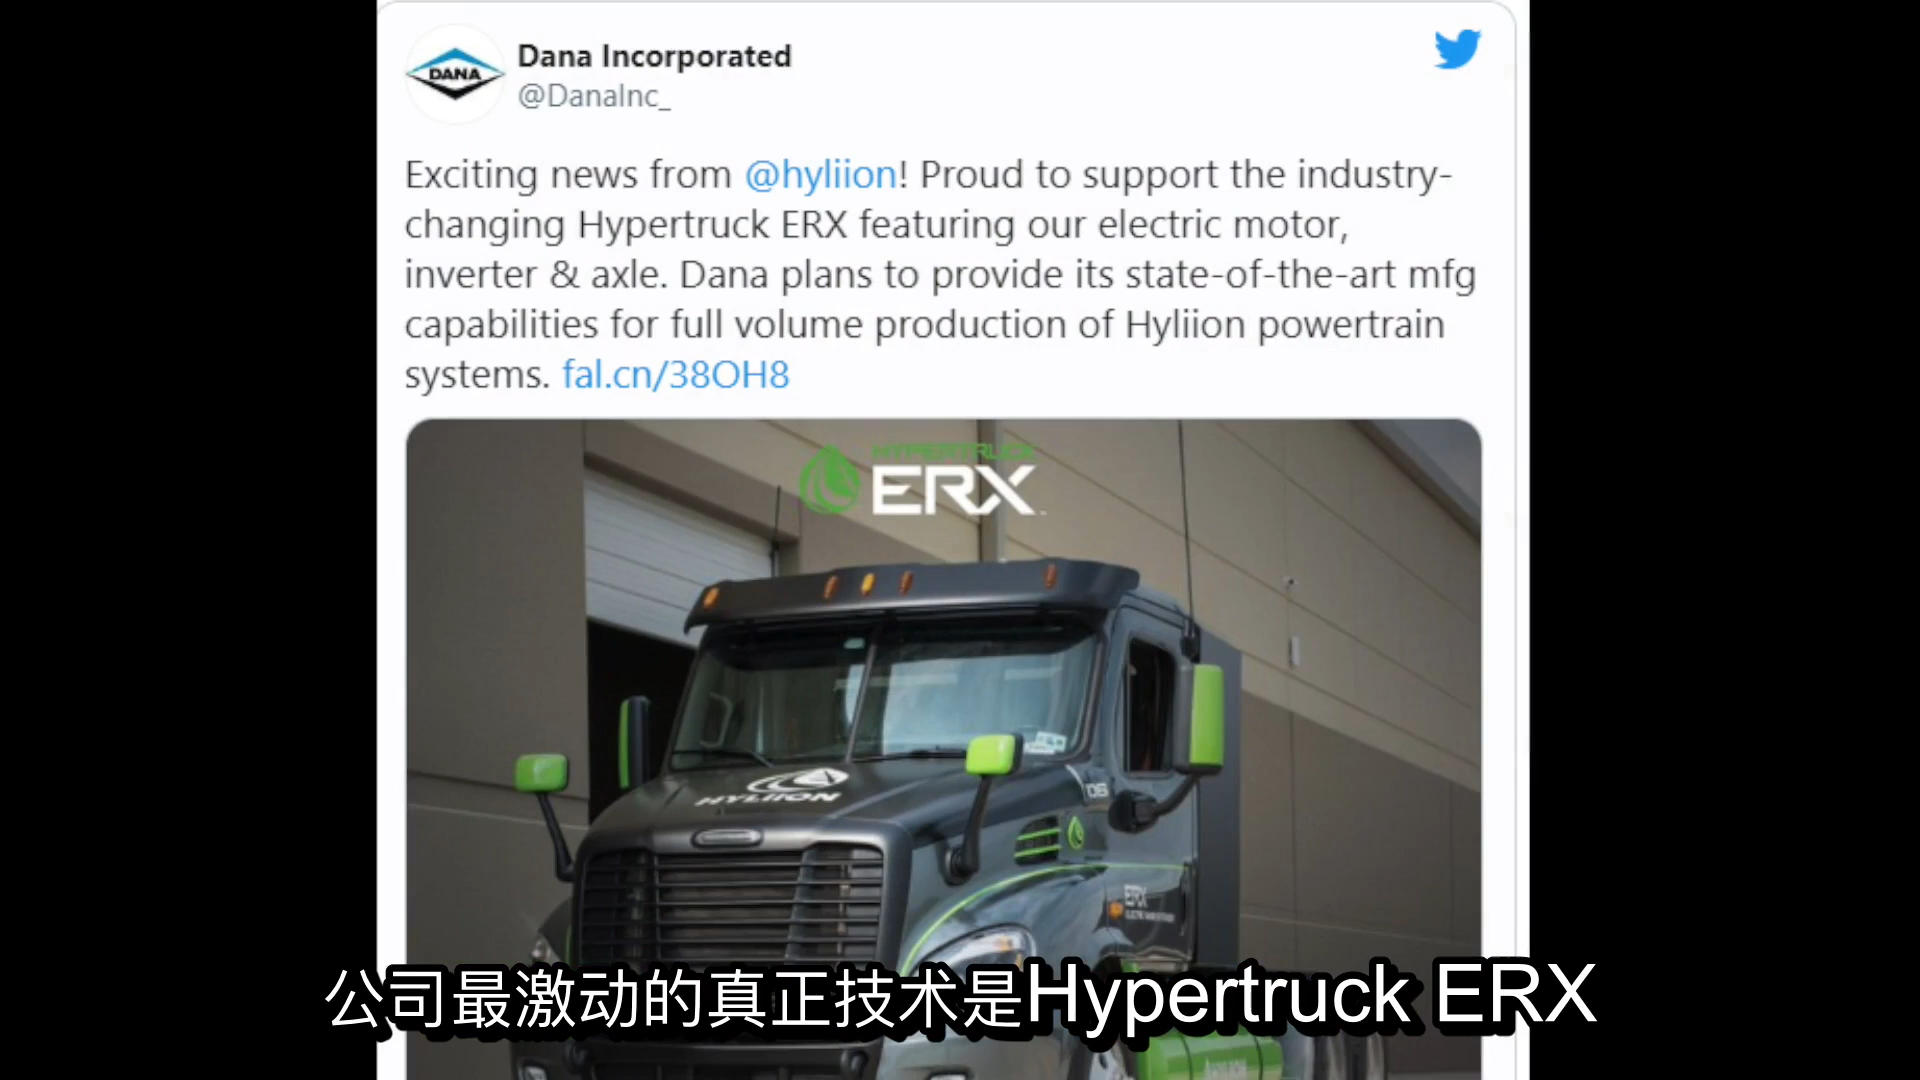 DANA
Dana Incorporated
@DanaInc_
Exciting news from @hyliion! Proud to support the industry-
changing Hypertruck ERX featuring our electric motor,
inverter & axle. Dana plans to provide its state-of-the-art mfg
capabilities for full volume production of Hyliion powertrain
systems. fal.cn/38OH8
HYPERTRUCK
ERX
HYLIION
06
ERX
公司最激动的真正技术是Hypertruck ERX